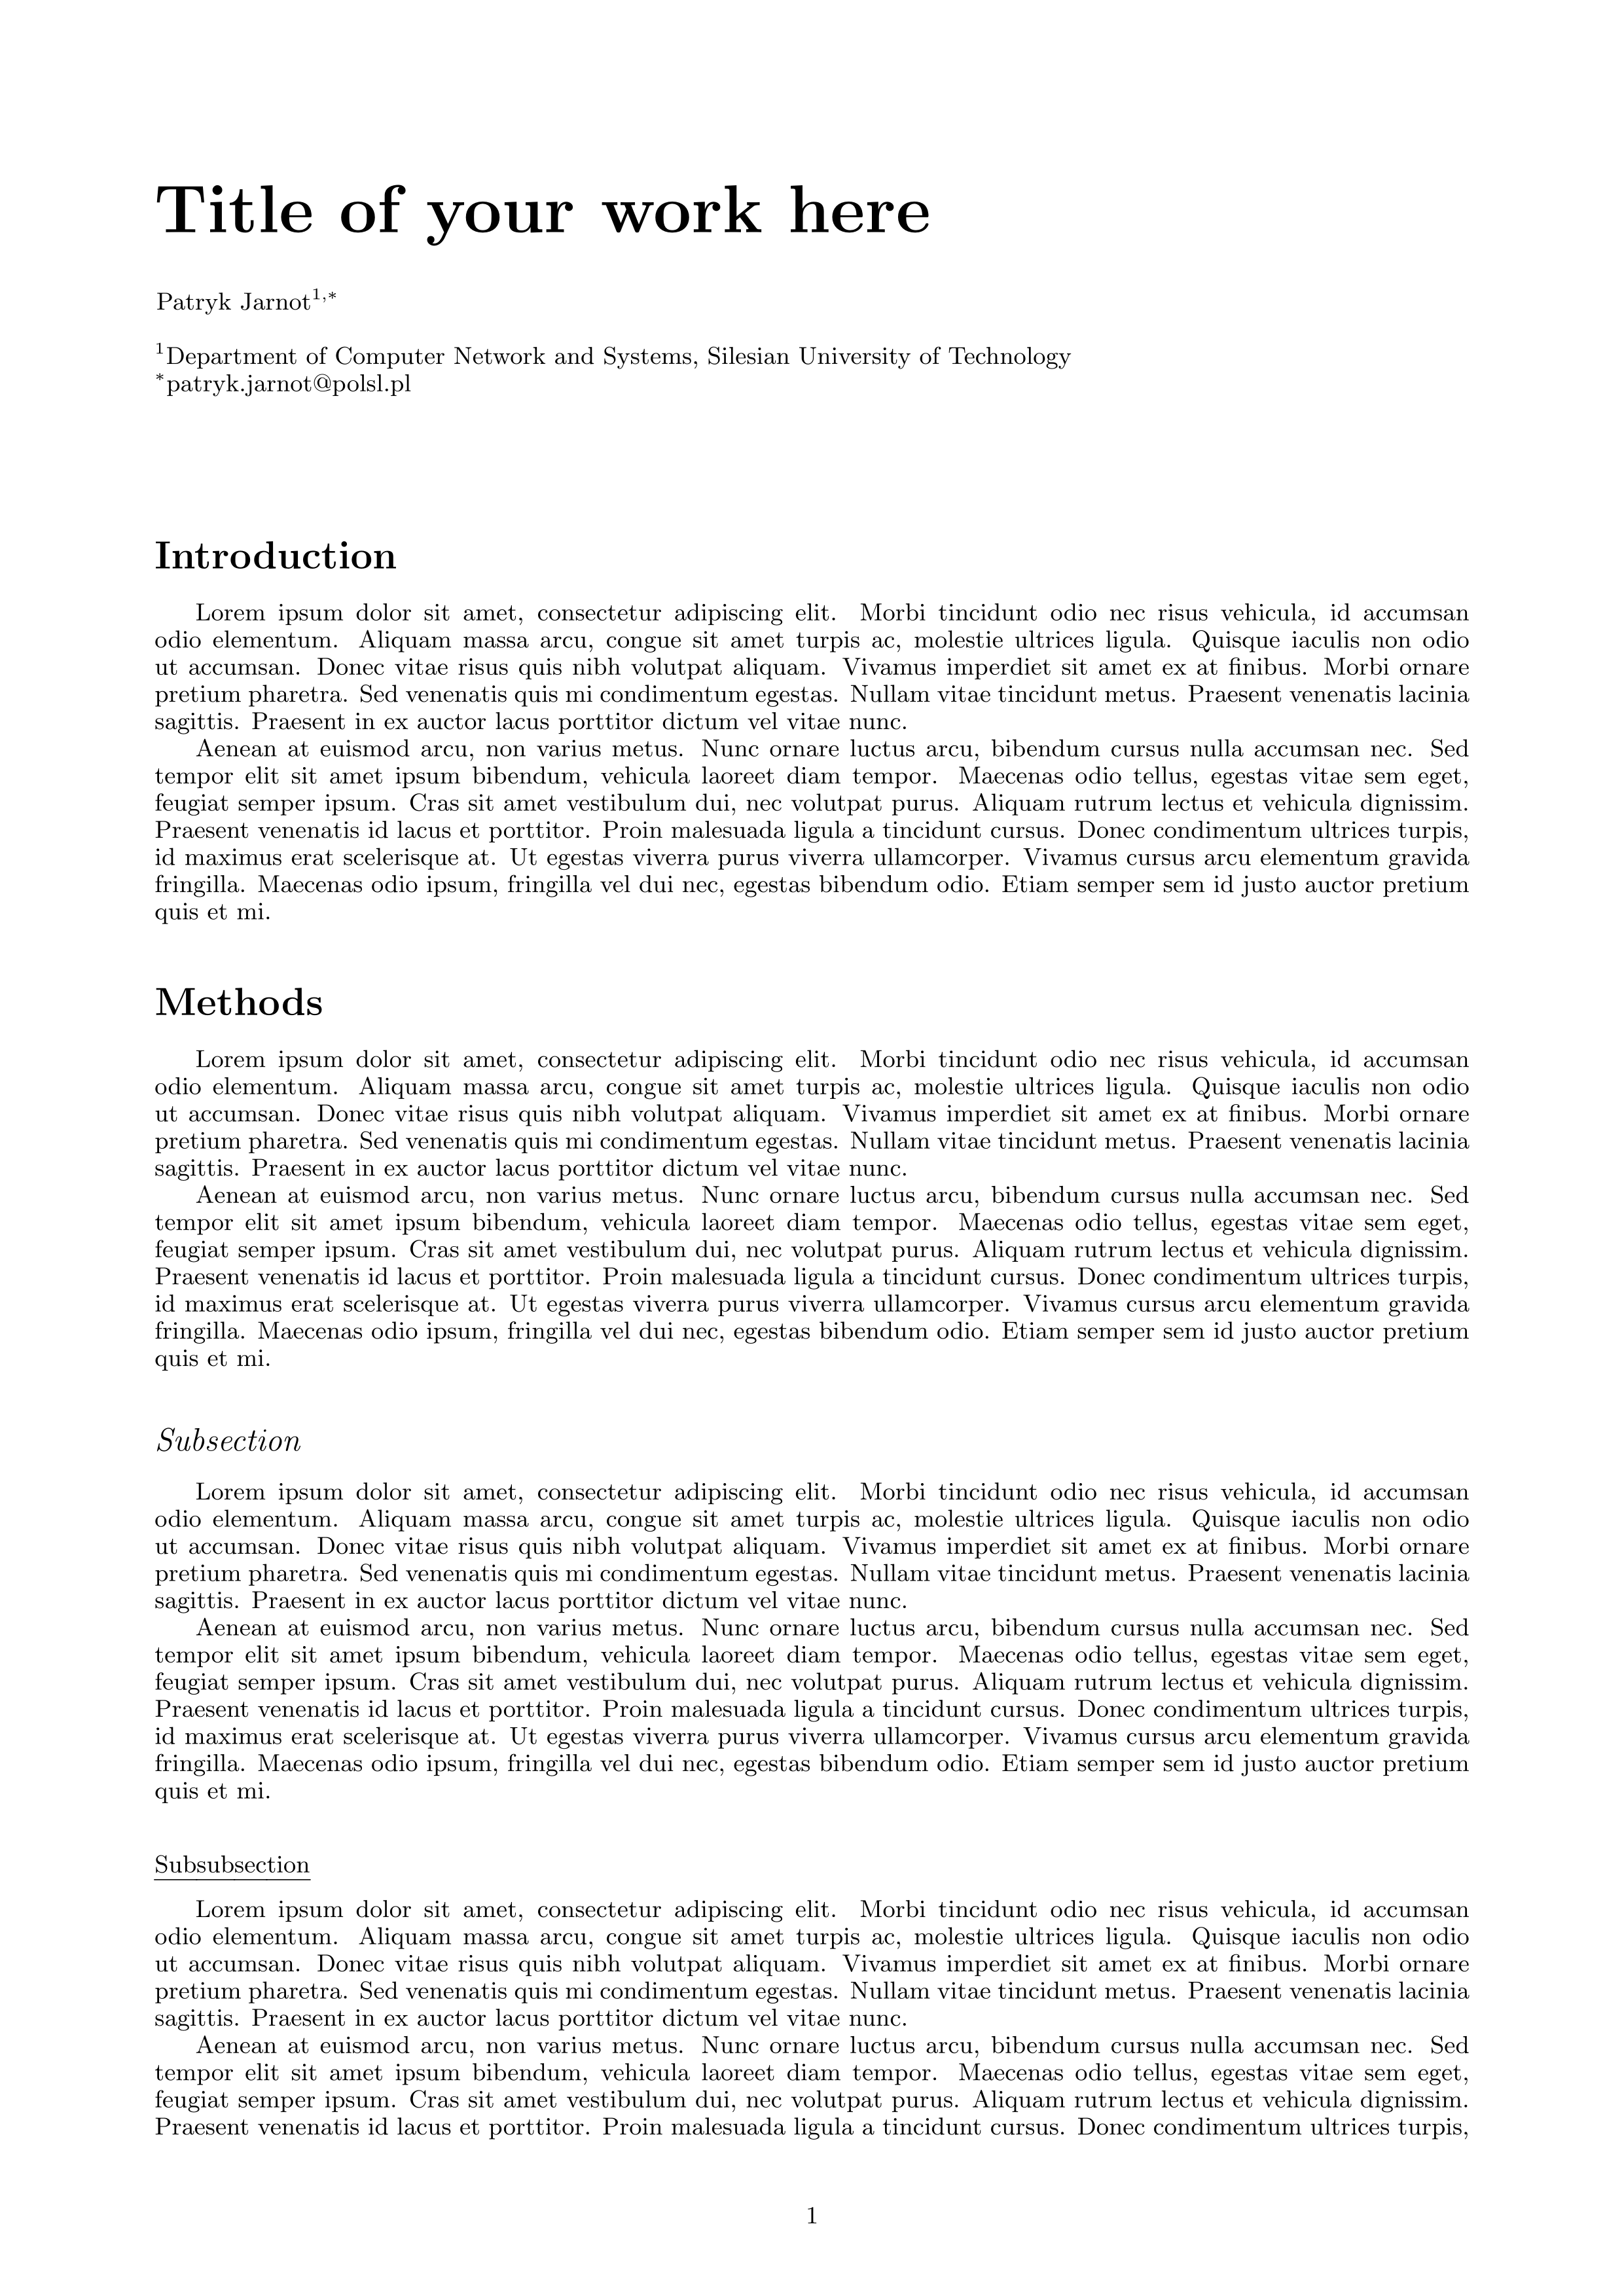 Title of your work here
Patryk Jarnot1,*
1Department of Computer Network and Systems, Silesian University of Technology
*patryk.jarnot@polsl.pl
Introduction
Lorem ipsum dolor sit amet, consectetur adipiscing elit. Morbi tincidunt odio nec risus vehicula, id accumsan
odio elementum. Aliquam massa arcu, congue sit amet turpis ac, molestie ultrices ligula. Quisque iaculis non odio
ut accumsan. Donec vitae risus quis nibh volutpat aliquam. Vivamus imperdiet sit amet ex at finibus. Morbi ornare
pretium pharetra. Sed venenatis quis mi condimentum egestas. Nullam vitae tincidunt metus. Praesent venenatis lacinia
sagittis. Praesent in ex auctor lacus porttitor dictum vel vitae nunc.
Aenean at euismod arcu, non varius metus. Nunc ornare luctus arcu, bibendum cursus nulla accumsan nec. Sed
tempor elit sit amet ipsum bibendum, vehicula laoreet diam tempor. Maecenas odio tellus, egestas vitae sem eget,
feugiat semper ipsum. Cras sit amet vestibulum dui, nec volutpat purus. Aliquam rutrum lectus et vehicula dignissim.
Praesent venenatis id lacus et porttitor. Proin malesuada ligula a tincidunt cursus. Donec condimentum ultrices turpis,
id maximus erat scelerisque at. Ut egestas viverra purus viverra ullamcorper. Vivamus cursus arcu elementum gravida
fringilla. Maecenas odio ipsum, fringilla vel dui nec, egestas bibendum odio. Etiam semper sem id justo auctor pretium
quis et mi.
Methods
Lorem ipsum dolor sit amet, consectetur adipiscing elit. Morbi tincidunt odio nec risus vehicula, id accumsan
odio elementum. Aliquam massa arcu, congue sit amet turpis ac, molestie ultrices ligula. Quisque iaculis non odio
ut accumsan. Donec vitae risus quis nibh volutpat aliquam. Vivamus imperdiet sit amet ex at finibus. Morbi ornare
pretium pharetra. Sed venenatis quis mi condimentum egestas. Nullam vitae tincidunt metus. Praesent venenatis lacinia
sagittis. Praesent in ex auctor lacus porttitor dictum vel vitae nunc.
Aenean at euismod arcu, non varius metus. Nunc ornare luctus arcu, bibendum cursus nulla accumsan nec. Sed
tempor elit sit amet ipsum bibendum, vehicula laoreet diam tempor. Maecenas odio tellus, egestas vitae sem eget,
feugiat semper ipsum. Cras sit amet vestibulum dui, nec volutpat purus. Aliquam rutrum lectus et vehicula dignissim.
Praesent venenatis id lacus et porttitor. Proin malesuada ligula a tincidunt cursus. Donec condimentum ultrices turpis,
id maximus erat scelerisque at. Ut egestas viverra purus viverra ullamcorper. Vivamus cursus arcu elementum gravida
fringilla. Maecenas odio ipsum, fringilla vel dui nec, egestas bibendum odio. Etiam semper sem id justo auctor pretium
quis et mi.
Subsection
Lorem ipsum dolor sit amet, consectetur adipiscing elit. Morbi tincidunt odio nec risus vehicula, id accumsan
odio elementum. Aliquam massa arcu, congue sit amet turpis ac, molestie ultrices ligula. Quisque iaculis non odio
ut accumsan. Donec vitae risus quis nibh volutpat aliquam. Vivamus imperdiet sit amet ex at finibus. Morbi ornare
pretium pharetra. Sed venenatis quis mi condimentum egestas. Nullam vitae tincidunt metus. Praesent venenatis lacinia
sagittis. Praesent in ex auctor lacus porttitor dictum vel vitae nunc.
Aenean at euismod arcu, non varius metus. Nunc ornare luctus arcu, bibendum cursus nulla accumsan nec. Sed
tempor elit sit amet ipsum bibendum, vehicula laoreet diam tempor. Maecenas odio tellus, egestas vitae sem eget,
feugiat semper ipsum. Cras sit amet vestibulum dui, nec volutpat purus. Aliquam rutrum lectus et vehicula dignissim.
Praesent venenatis id lacus et porttitor. Proin malesuada ligula a tincidunt cursus. Donec condimentum ultrices turpis,
id maximus erat scelerisque at. Ut egestas viverra purus viverra ullamcorper. Vivamus cursus arcu elementum gravida
fringilla. Maecenas odio ipsum, fringilla vel dui nec, egestas bibendum odio. Etiam semper sem id justo auctor pretium
quis et mi.
Subsubsection
Lorem ipsum dolor sit amet, consectetur adipiscing elit. Morbi tincidunt odio nec risus vehicula, id accumsan
odio elementum. Aliquam massa arcu, congue sit amet turpis ac, molestie ultrices ligula. Quisque iaculis non odio
ut accumsan. Donec vitae risus quis nibh volutpat aliquam. Vivamus imperdiet sit amet ex at finibus. Morbi ornare
pretium pharetra. Sed venenatis quis mi condimentum egestas. Nullam vitae tincidunt metus. Praesent venenatis lacinia
sagittis. Praesent in ex auctor lacus porttitor dictum vel vitae nunc.
Aenean at euismod arcu, non varius metus. Nunc ornare luctus arcu, bibendum cursus nulla accumsan nec. Sed
tempor elit sit amet ipsum bibendum, vehicula laoreet diam tempor. Maecenas odio tellus, egestas vitae sem eget,
feugiat semper ipsum. Cras sit amet vestibulum dui, nec volutpat purus. Aliquam rutrum lectus et vehicula dignissim.
Praesent venenatis id lacus et porttitor. Proin malesuada ligula a tincidunt cursus. Donec condimentum ultrices turpis,
1